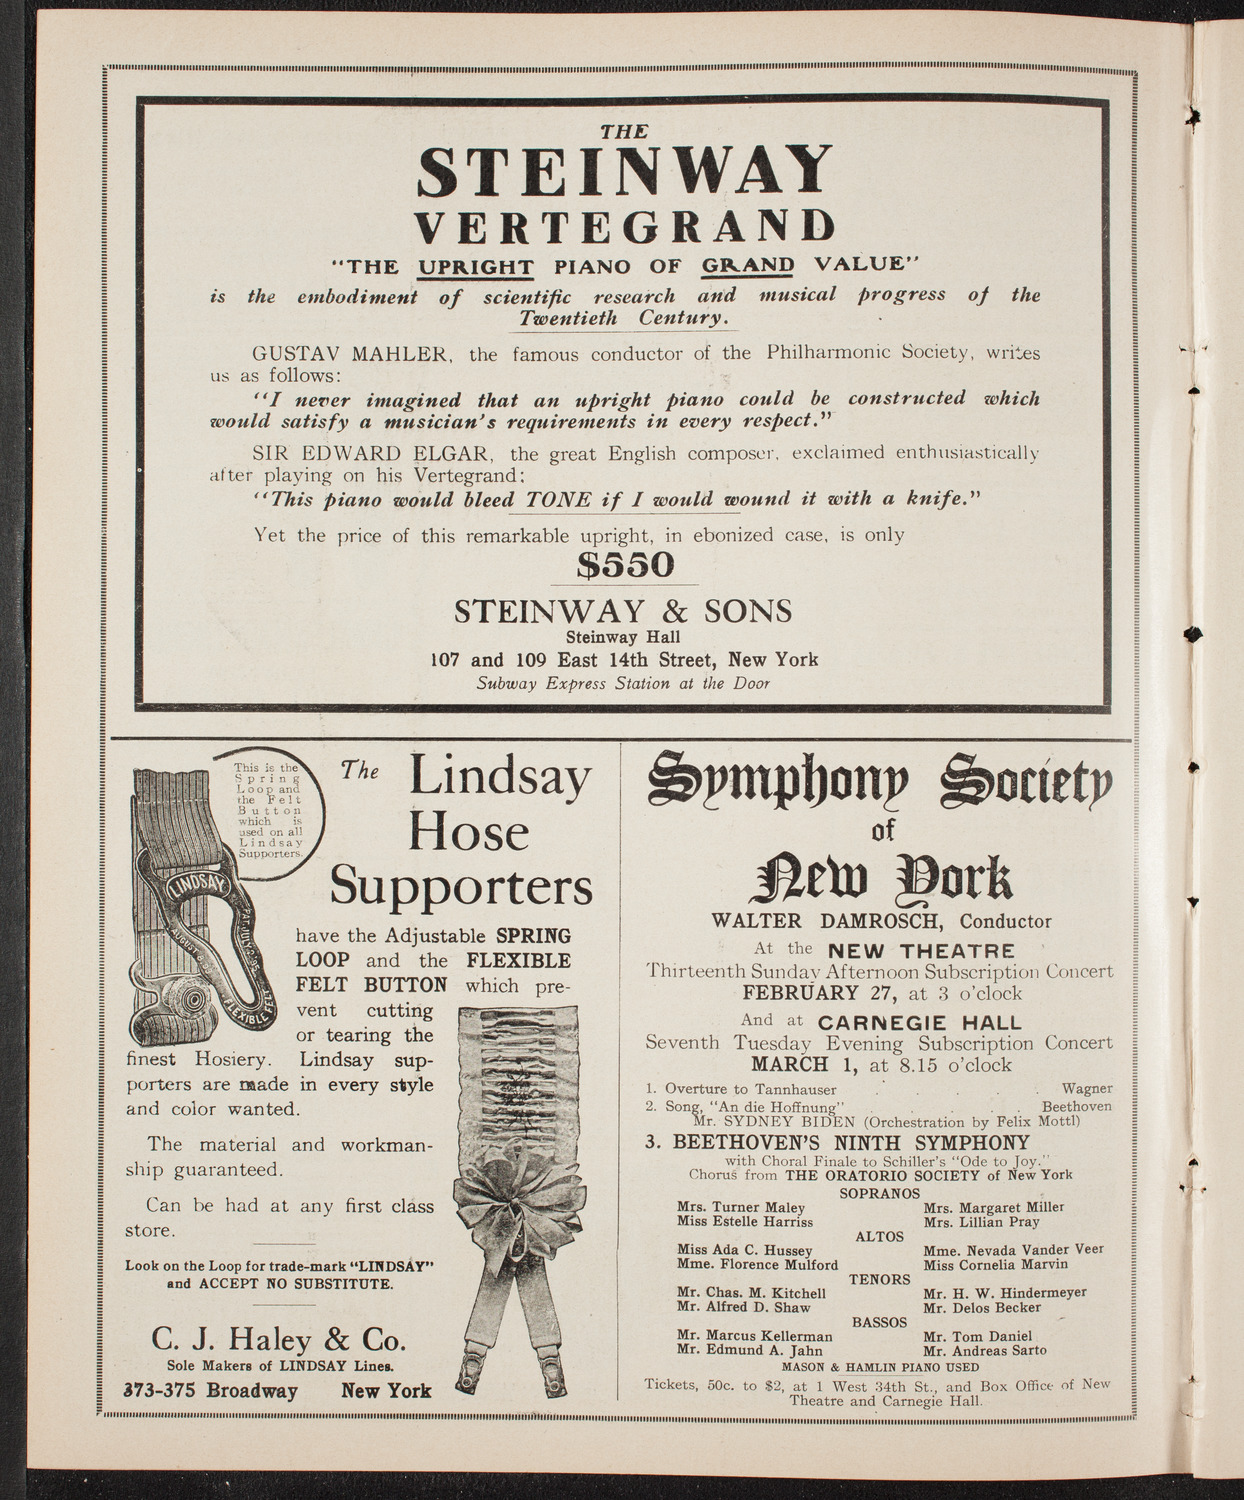 THE
STEINWAY
VERTEGRAND
"THE UPRIGHT PIANO OF GRAND VALUE"
is the embodiment of scientific research and musical progress of the
Twentieth Century.
GUSTAV MAHLER, the famous conductor of the Philharmonic Society, writes
us as follows:
"I never imagined that an upright piano could be constructed which
would satisfy a musician's requirements in every respect."
SIR EDWARD ELGAR, the great English composer, exclaimed enthusiastically
after playing on his Vertegrand:
"This piano would bleed TONE if I would wound it with a knife."
Yet the price of this remarkable upright, in ebonized case, is only
$550
STEINWAY & SONS
Steinway Hall
107 and 109 East 14th Street, New York
Subway Express Station at the Door
This is the
Spring
Loop and
the Felt
Button
which is
used on all
Lindsay
Supporters.
LINDSAY
PAT. JULY 2, '95
FLEXIBLE FELT
The Lindsay
Hose
Supporters
have the Adjustable SPRING
LOOP and the FLEXIBLE
FELT BUTTON which pre-
vent cutting
or tearing the
finest Hosiery. Lindsay sup-
porters are made in every style
and color wanted.
The material and workman-
ship guaranteed.
Can be had at any first class
store.
Look on the Loop for trade-mark "LINDSAY"
and ACCEPT NO SUBSTITUTE.
C. J. Haley & Co.
Sole Makers of LINDSAY Lines.
373-375 Broadway New York
Symphony Society
of
New York
WALTER DAMROSCH, Conductor
At the NEW THEATRE
Thirteenth Sunday Afternoon Subscription Concert
FEBRUARY 27, at 3 o'clock
And at CARNEGIE HALL
Seventh Tuesday Evening Subscription Concert
MARCH 1, at 8.15 o'clock
1. Overture to Tannhauser . . . . . Wagner
2. Song, "An die Hoffnung" . . . . . Beethoven
Mr. SYDNEY BIDEN (Orchestration by Felix Mottl)
3. BEETHOVEN'S NINTH SYMPHONY
with Choral Finale to Schiller's "Ode to Joy."
Chorus from THE ORATORIO SOCIETY of New York
SOPRANOS
Mrs. Turner Maley Mrs. Margaret Miller
Miss Estelle Harriss Mrs. Lillian Pray
ALTOS
Miss Ada C. Hussey Mme. Nevada Vander Veer
Mme. Florence Mulford Miss Cornelia Marvin
TENORS
Mr. Chas. M. Kitchell Mr. H. W. Hindermeyer
Mr. Alfred D. Shaw Mr. Delos Becker
BASSOS
Mr. Marcus Kellerman Mr. Tom Daniel
Mr. Edmund A. Jahn Mr. Andreas Sarto
MASON & HAMLIN PIANO USED
Tickets, 50c. to $2, at 1 West 34th St., and Box Office of New
Theatre and Carnegie Hall.